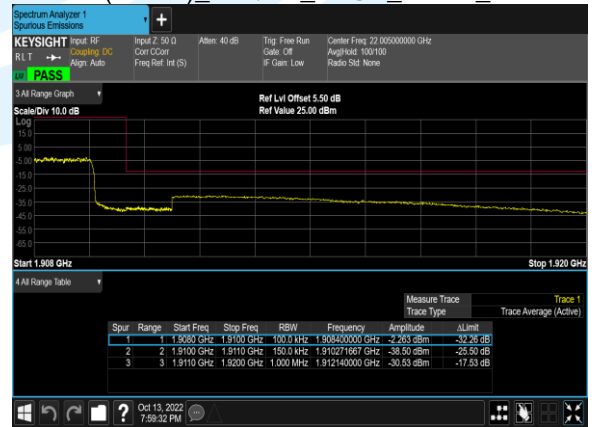 Spectrum Analyzer 1
Spurious Emissions
KEYSIGHT Input: RF Input Z: 50 Ω Atten: 40 dB Trig: Free Run Center Freq: 22.005000000 GHz
RLT Coupling: DC Corr CCorr Gate: Off Avg|Hold: 100/100
Align: Auto Freq Ref: Int (S) IF Gain: Low Radio Std: None
PASS
3 All Range Graph
Scale/Div 10.0 dB Ref Lvl Offset 5.50 dB
Ref Value 25.00 dBm
Log
15.0
5.00
-5.00
-15.0
-25.0
-35.0
-45.0
-55.0
-65.0
Start 1.908 GHz Stop 1.920 GHz
4 All Range Table
Measure Trace Trace 1
Trace Type Trace Average (Active)
Spur Range Start Freq Stop Freq RBW Frequency Amplitude ΔLimit
1 1 1.9080 GHz 1.9100 GHz 100.0 kHz 1.908400000 GHz -2.263 dBm -32.26 dB
2 2 1.9100 GHz 1.9110 GHz 150.0 kHz 1.910271667 GHz -38.50 dBm -25.50 dB
3 3 1.9110 GHz 1.9200 GHz 1.000 MHz 1.912140000 GHz -30.53 dBm -17.53 dB
Oct 13, 2022
7:59:32 PM